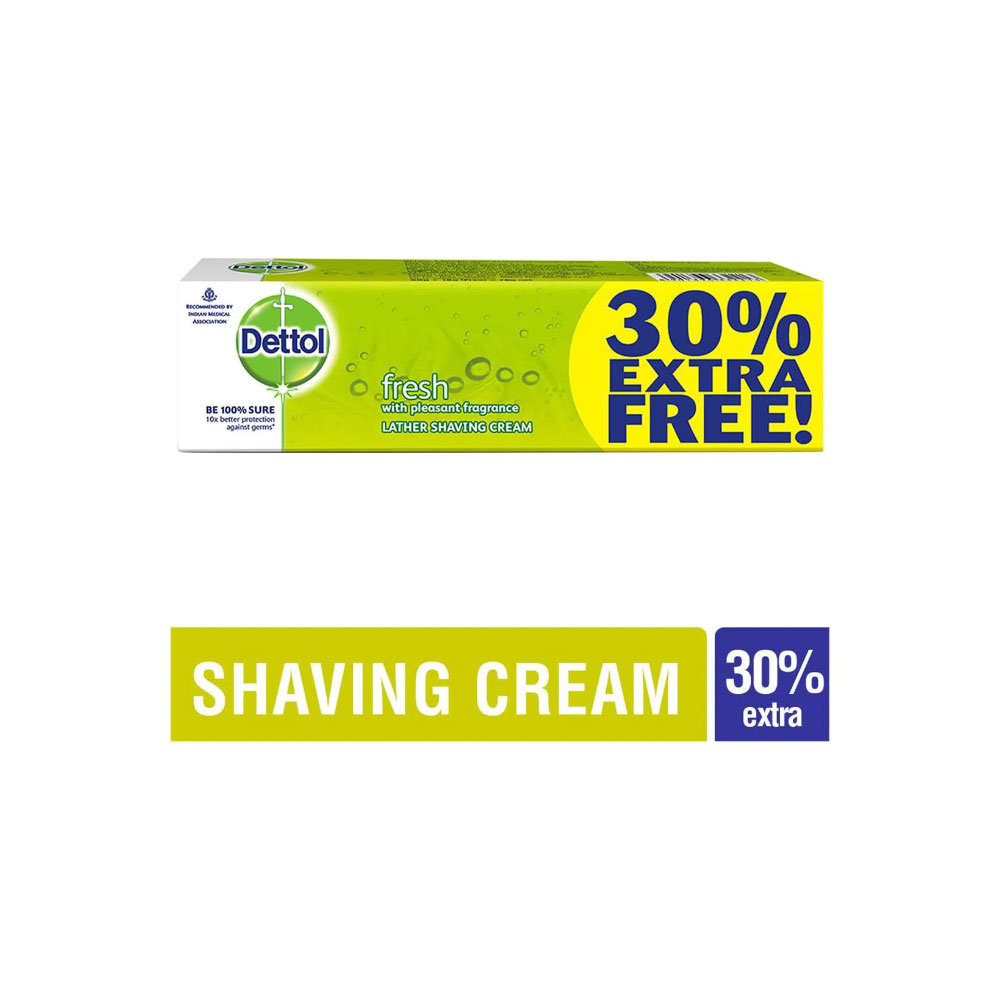 Dettol
RECOMMENDED BY
INDIAN MEDICAL
ASSOCIATION
Dettol
BE 100% SURE
10x better protection
against germs*
fresh
with pleasant fragrance
LATHER SHAVING CREAM
30%
EXTRA
FREE!
SHAVING CREAM
30%
extra